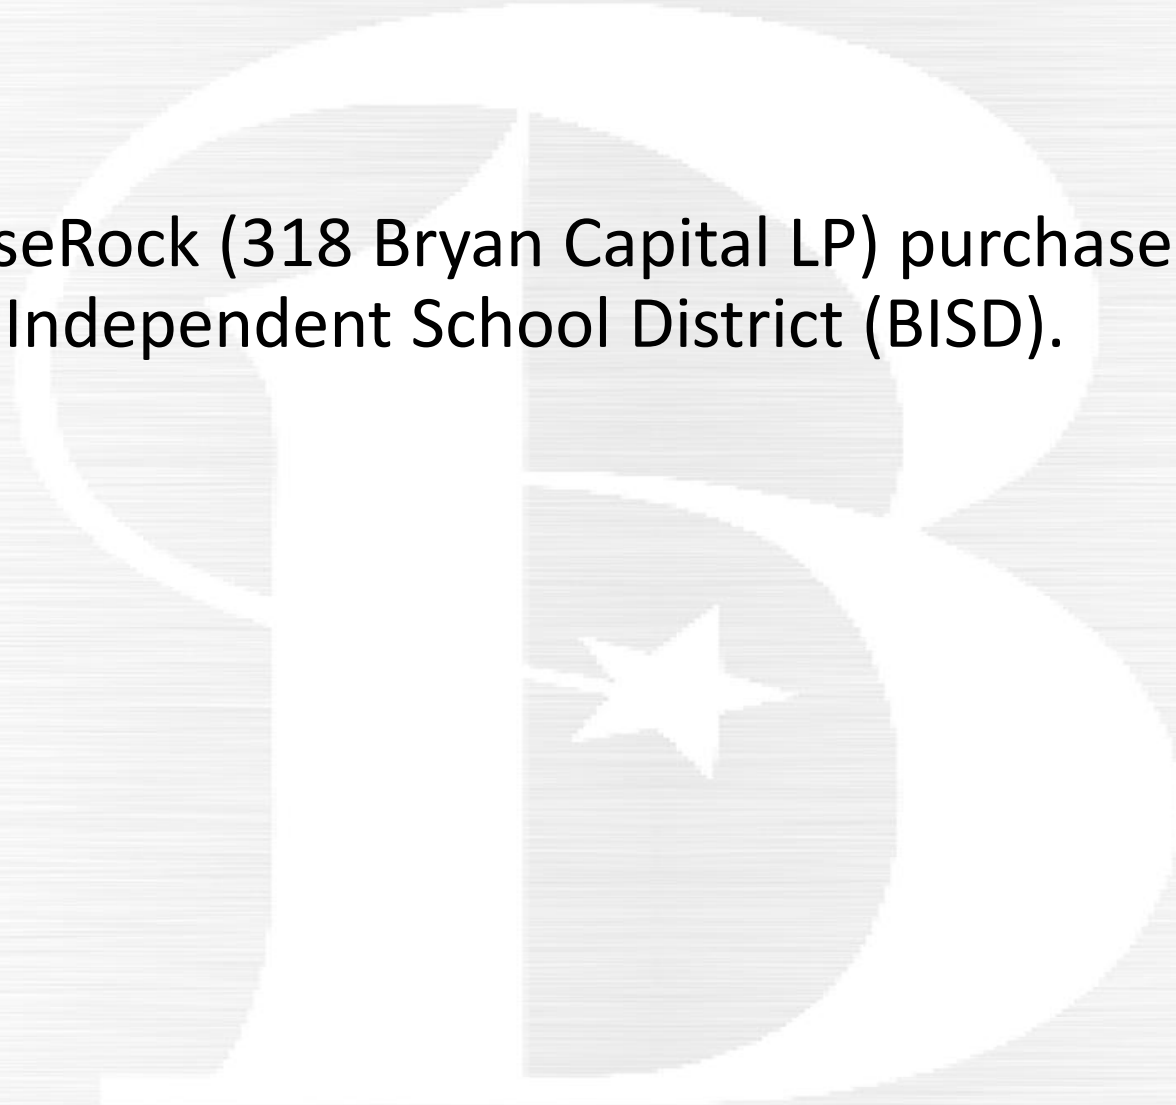 seRock (318 Bryan Capital LP) purchase
Independent School District (BISD).